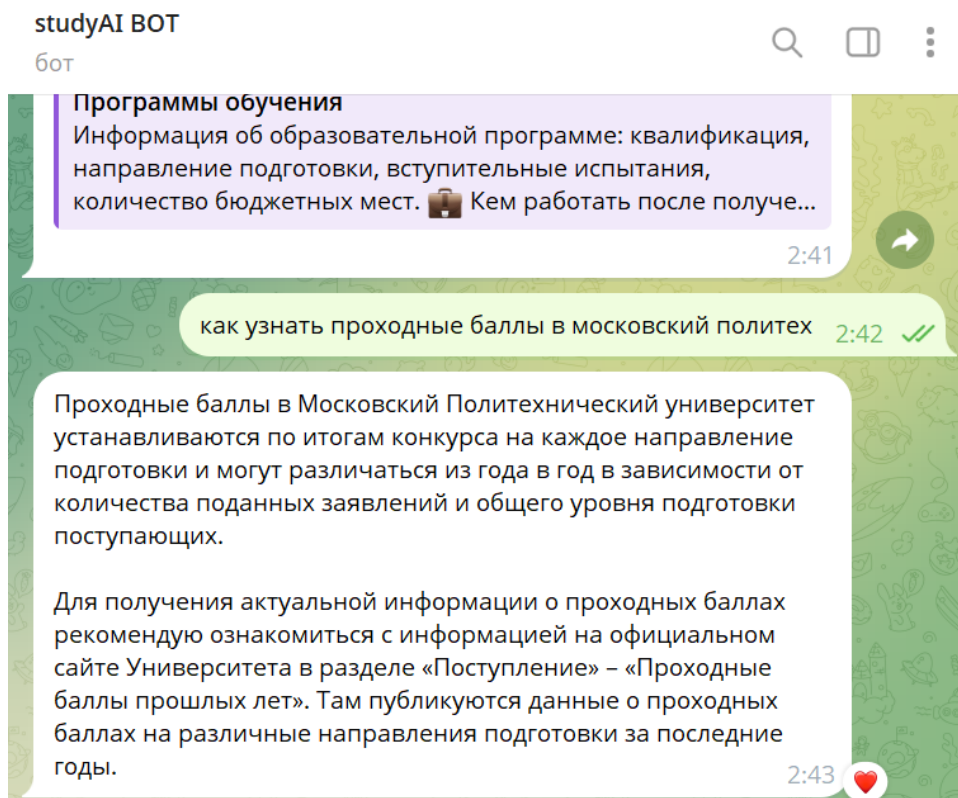 studyAI BOT
бот
Программы обучения
Информация об образовательной программе: квалификация,
направление подготовки, вступительные испытания,
количество бюджетных мест. 💼 Кем работать после получе...
2:41
как узнать проходные баллы в московский политех 2:42
Проходные баллы в Московский Политехнический университет
устанавливаются по итогам конкурса на каждое направление
подготовки и могут различаться из года в год в зависимости от
количества поданных заявлений и общего уровня подготовки
поступающих.
Для получения актуальной информации о проходных баллах
рекомендую ознакомиться с информацией на официальном
сайте Университета в разделе «Поступление» – «Проходные
баллы прошлых лет». Там публикуются данные о проходных
баллах на различные направления подготовки за последние
годы.
2:43